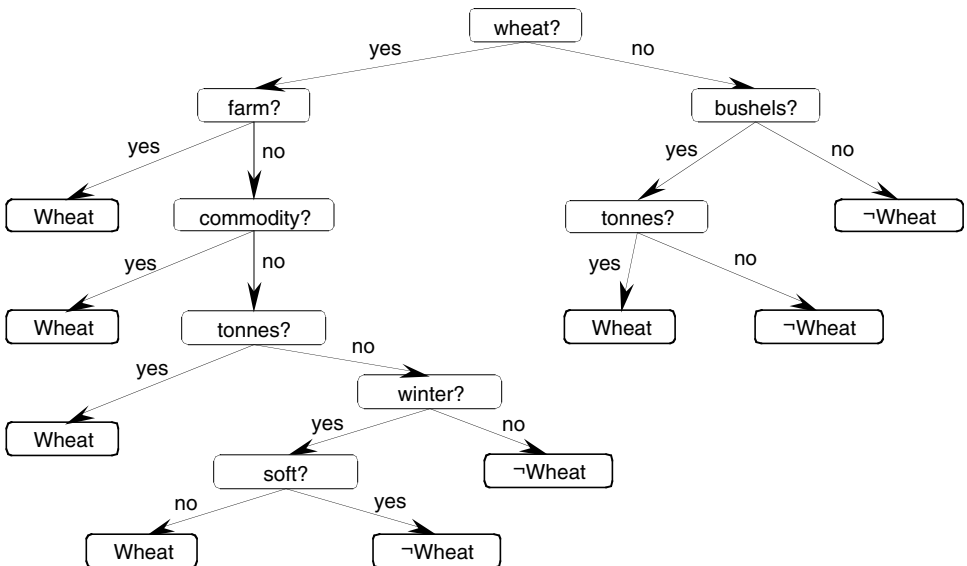 wheat?
yes
no
farm?
bushels?
yes
no
yes
no
Wheat
commodity?
tonnes?
¬Wheat
yes
no
yes
no
Wheat
tonnes?
Wheat
¬Wheat
yes
no
winter?
Wheat
yes
no
soft?
¬Wheat
no
yes
Wheat
¬Wheat